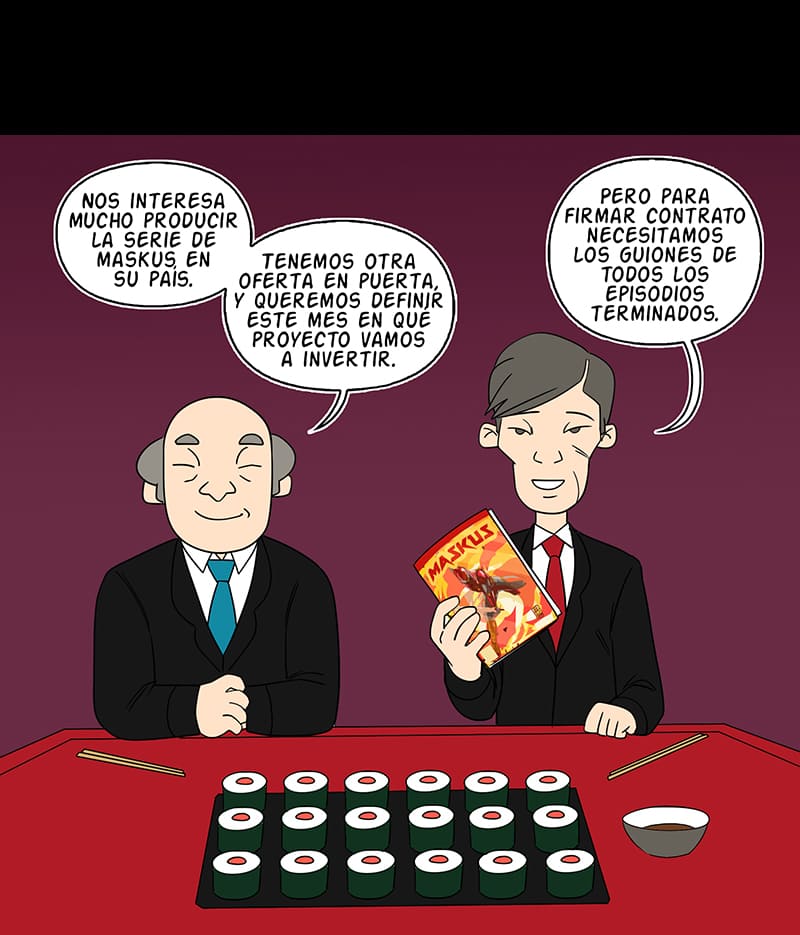 NOS INTERESA
MUCHO PRODUCIR
LA SERIE DE
MASKUS EN
SU PAÍS.
TENEMOS OTRA
OFERTA EN PUERTA,
Y QUEREMOS DEFINIR
ESTE MES EN QUÉ
PROYECTO VAMOS
A INVERTIR.
PERO PARA
FIRMAR CONTRATO
NECESITAMOS
LOS GUIONES DE
TODOS LOS
EPISODIOS
TERMINADOS.
MASKUS